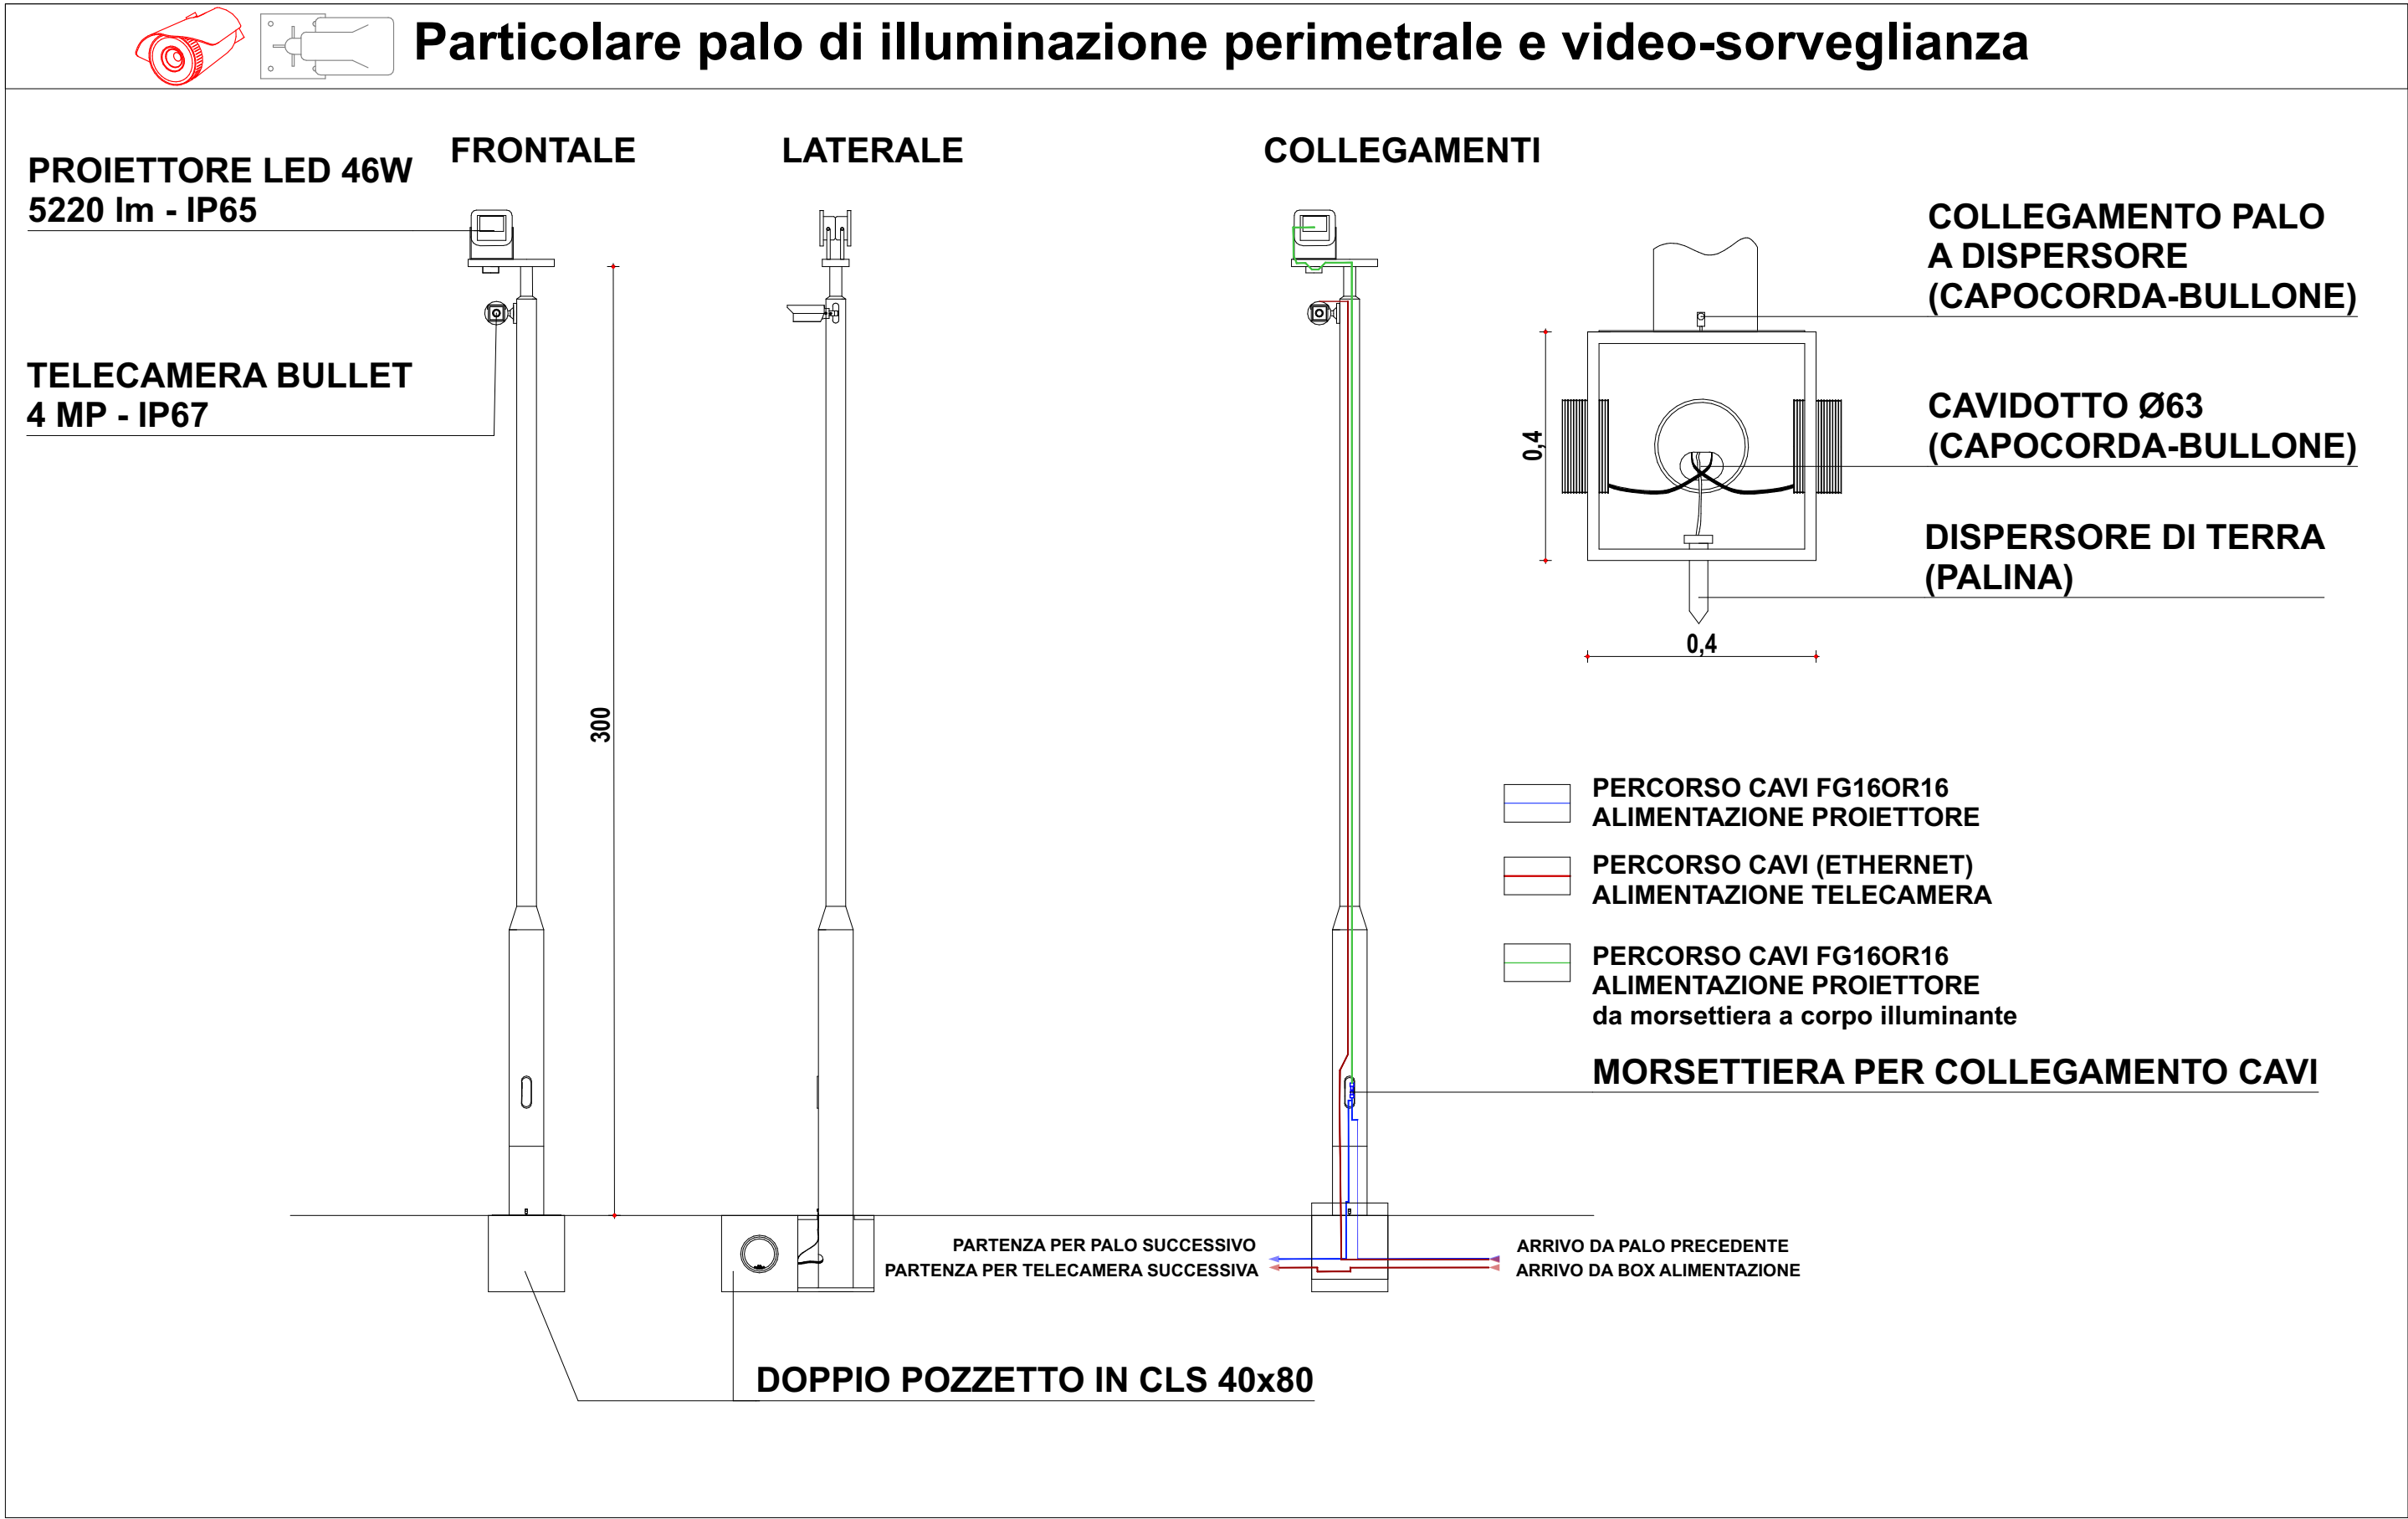 Particolare palo di illuminazione perimetrale e video-sorveglianza
FRONTALE
LATERALE
COLLEGAMENTI
PROIETTORE LED 46W
5220 lm - IP65
TELECAMERA BULLET
4 MP - IP67
300
COLLEGAMENTO PALO
A DISPERSORE
(CAPOCORDA-BULLONE)
CAVIDOTTO Ø63
(CAPOCORDA-BULLONE)
DISPERSORE DI TERRA
(PALINA)
0,4
0,4
PERCORSO CAVI FG16OR16
ALIMENTAZIONE PROIETTORE
PERCORSO CAVI (ETHERNET)
ALIMENTAZIONE TELECAMERA
PERCORSO CAVI FG16OR16
ALIMENTAZIONE PROIETTORE
da morsettiera a corpo illuminante
MORSETTIERA PER COLLEGAMENTO CAVI
PARTENZA PER PALO SUCCESSIVO
PARTENZA PER TELECAMERA SUCCESSIVA
ARRIVO DA PALO PRECEDENTE
ARRIVO DA BOX ALIMENTAZIONE
DOPPIO POZZETTO IN CLS 40x80